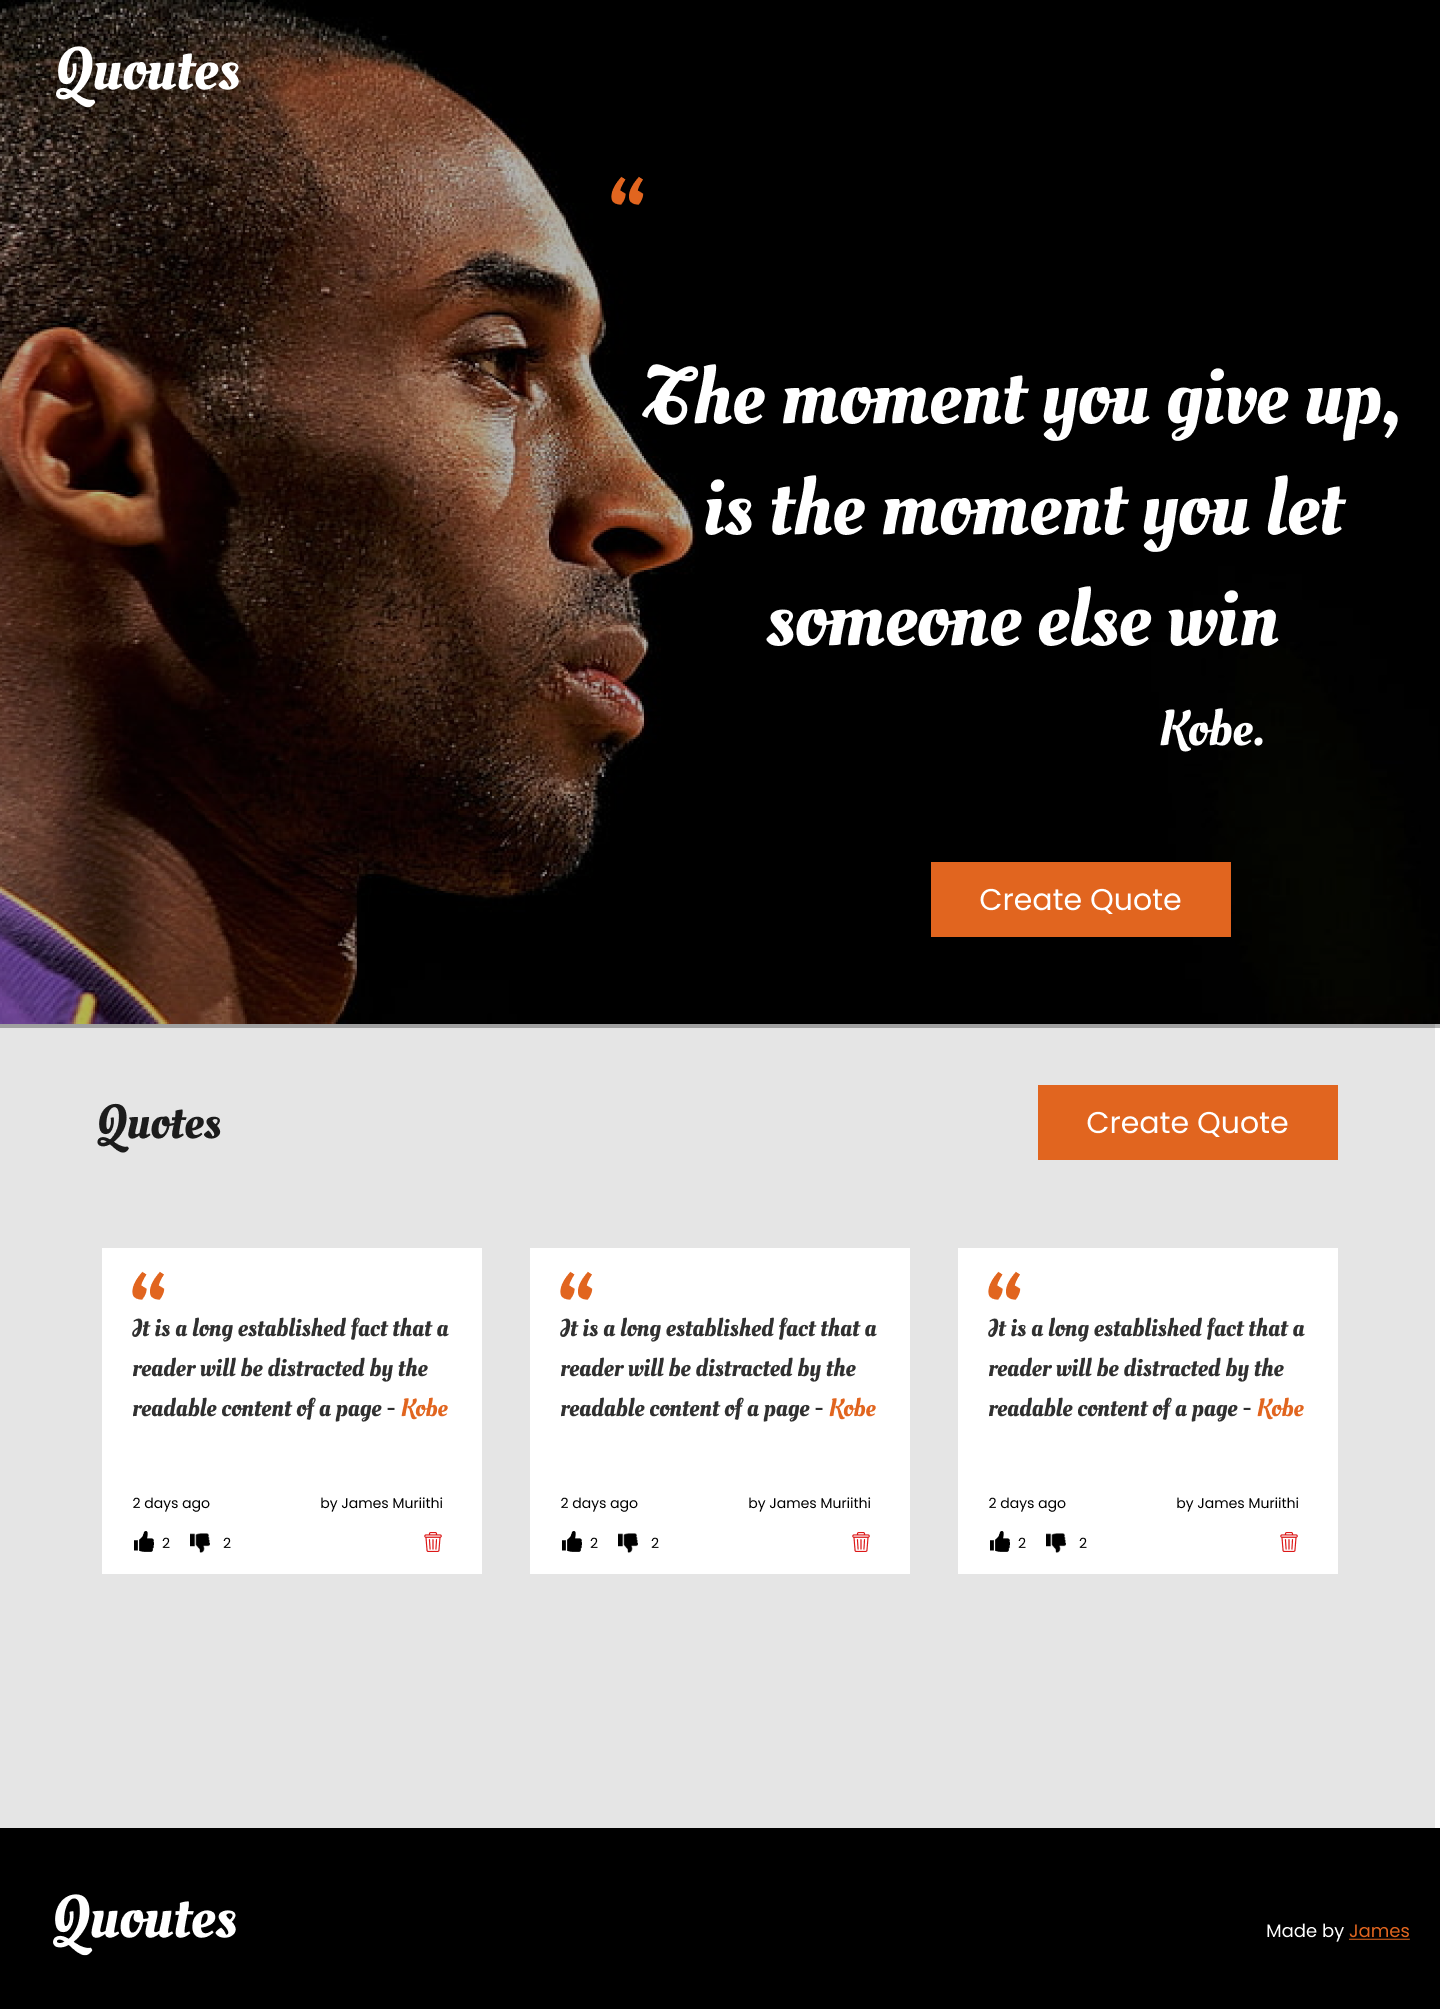 Quoutes
“
The moment you give up,
is the moment you let
someone else win
Kobe.
Create Quote
Quotes
Create Quote
“
It is a long established fact that a
reader will be distracted by the
readable content of a page - Kobe
2 days ago by James Muriithi
2 2
“
It is a long established fact that a
reader will be distracted by the
readable content of a page - Kobe
2 days ago by James Muriithi
2 2
“
It is a long established fact that a
reader will be distracted by the
readable content of a page - Kobe
2 days ago by James Muriithi
2 2
Quoutes
Made by James